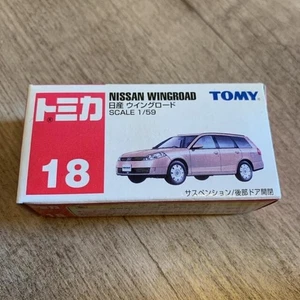 トミカ
18
NISSAN WINGROAD
日産 ウイングロード
SCALE 1/59
TOMY
サスペンション/後部ドア開閉